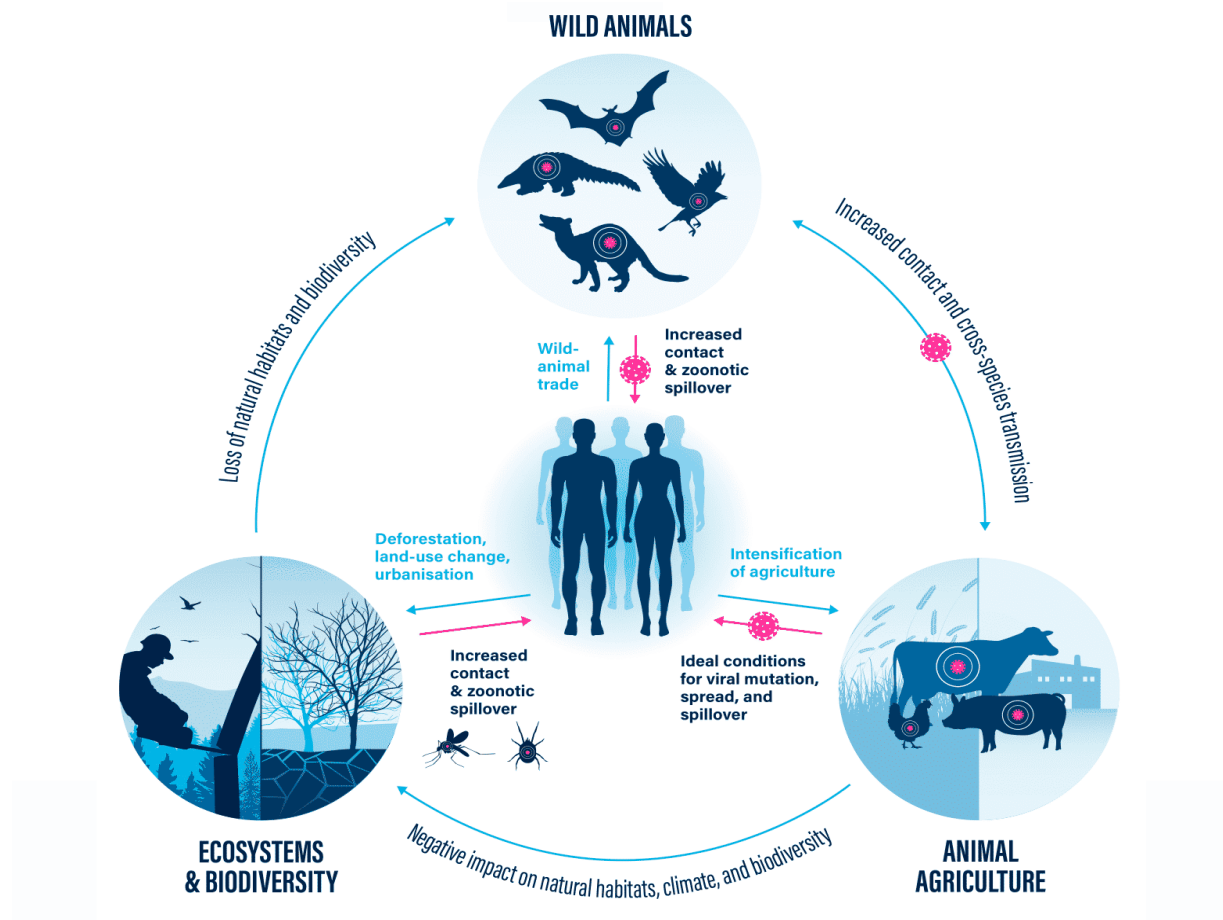 WILD ANIMALS
Loss of natural habitats and biodiversity
Increased contact and cross-species transmission
Wild-
animal
trade
Increased
contact
& zoonotic
spillover
Deforestation,
land-use change,
urbanisation
Intensification
of agriculture
Increased
contact
& zoonotic
spillover
Ideal conditions
for viral mutation,
spread, and
spillover
Negative impact on natural habitats, climate, and biodiversity
ECOSYSTEMS
& BIODIVERSITY
ANIMAL
AGRICULTURE